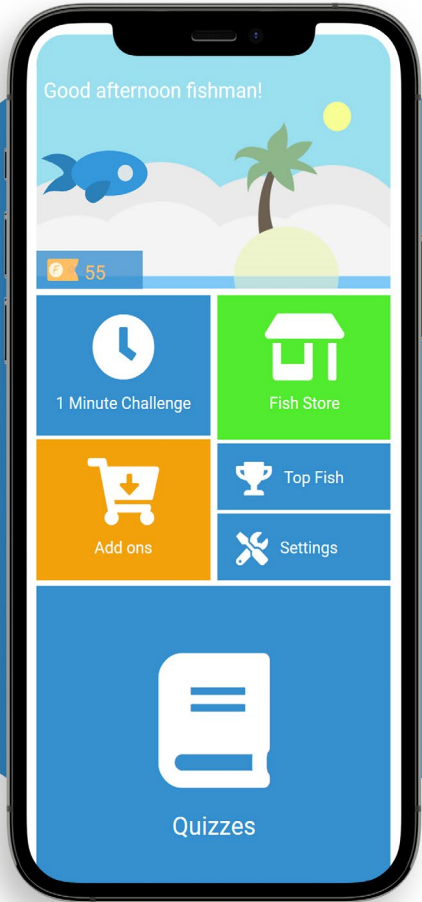 Good afternoon fishman!
55
1 Minute Challenge
Fish Store
Add ons
Top Fish
Settings
Quizzes